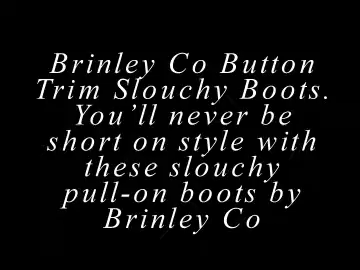 Brinley Co Button
Trim Slouchy Boots.
You’ll never be
short on style with
these slouchy
pull-on boots by
Brinley Co